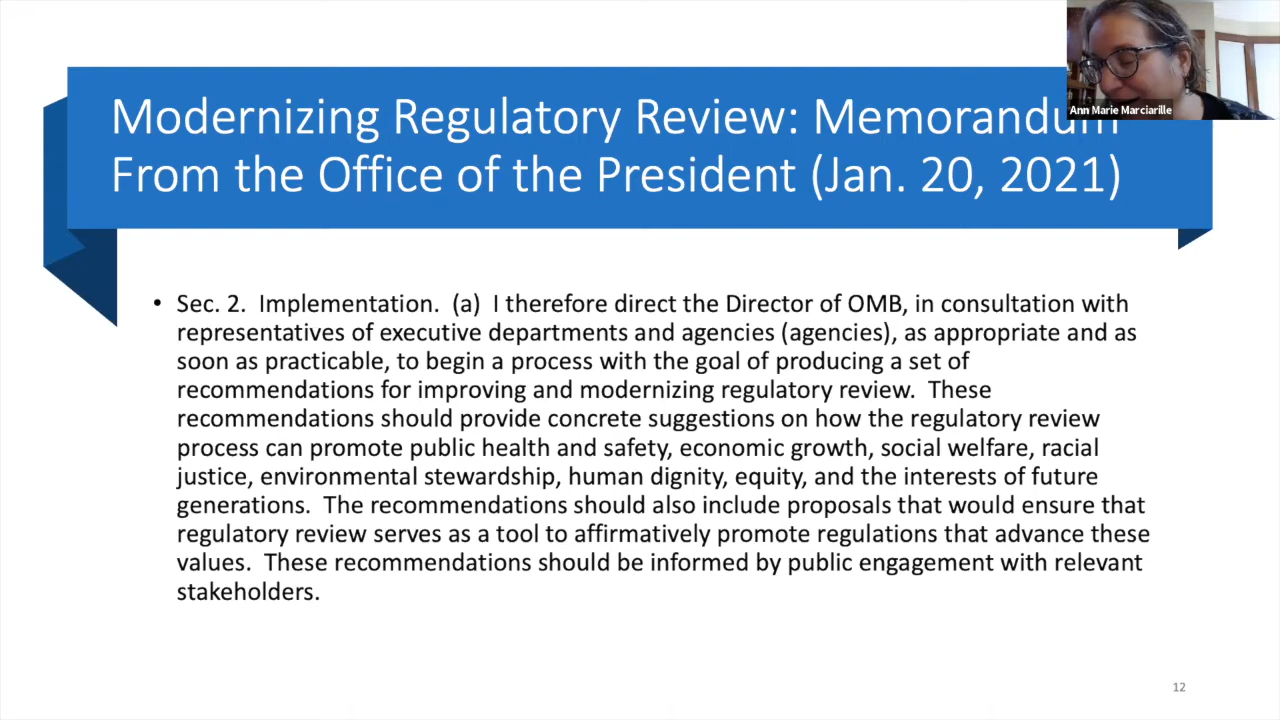 Modernizing Regulatory Review: Memorandum
From the Office of the President (Jan. 20, 2021)
Ann Marie Marciarille
• Sec. 2.  Implementation.  (a)  I therefore direct the Director of OMB, in consultation with
representatives of executive departments and agencies (agencies), as appropriate and as
soon as practicable, to begin a process with the goal of producing a set of
recommendations for improving and modernizing regulatory review.  These
recommendations should provide concrete suggestions on how the regulatory review
process can promote public health and safety, economic growth, social welfare, racial
justice, environmental stewardship, human dignity, equity, and the interests of future
generations.  The recommendations should also include proposals that would ensure that
regulatory review serves as a tool to affirmatively promote regulations that advance these
values.  These recommendations should be informed by public engagement with relevant
stakeholders.
12